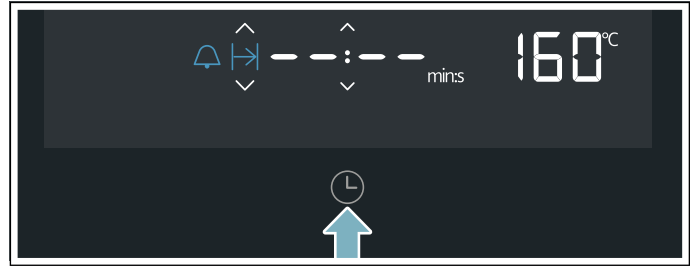 – – : – – min:s 160 °C